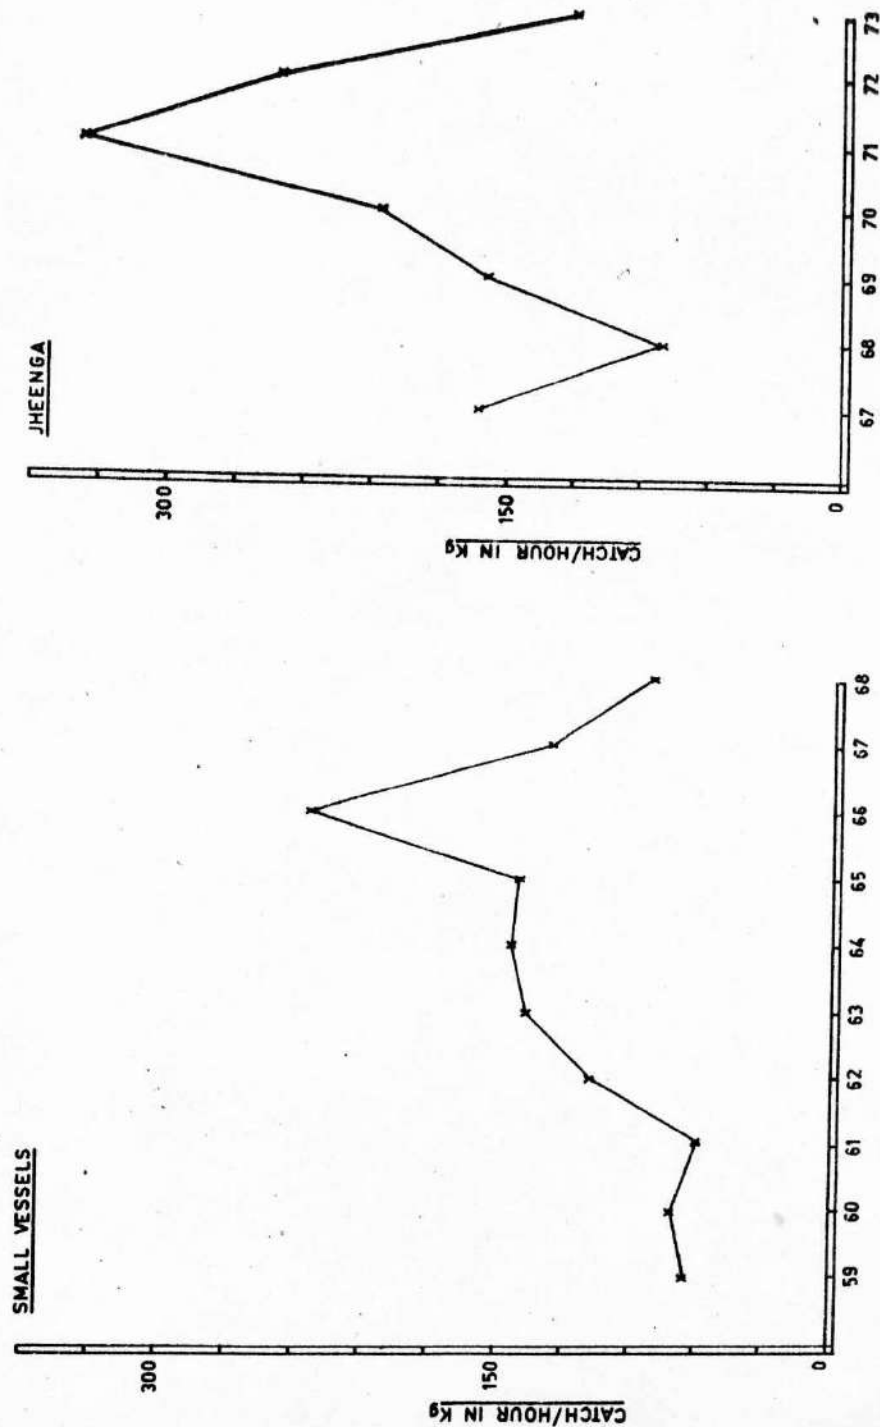 SMALL VESSELS
CATCH/HOUR IN Kg
300
150
0
59 60 61 62 63 64 65 66 67 68
JHEENGA
CATCH/HOUR IN Kg
300
150
0
67 68 69 70 71 72 73